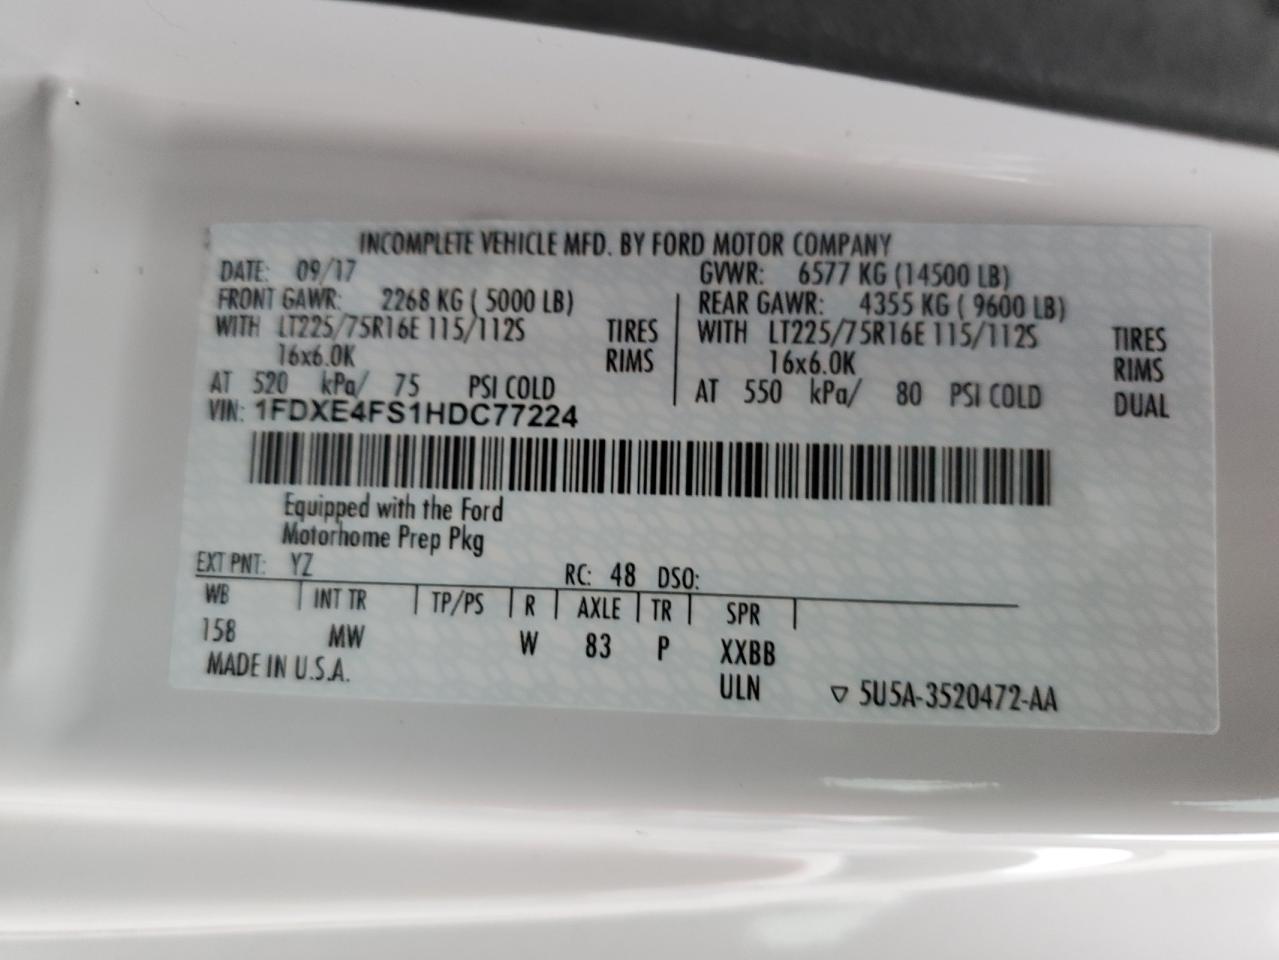 INCOMPLETE VEHICLE MFD. BY FORD MOTOR COMPANY
DATE: 09/17 GVWR: 6577 KG (14500 LB)
FRONT GAWR: 2268 KG ( 5000 LB) REAR GAWR: 4355 KG ( 9600 LB)
WITH LT225/75R16E 115/112S TIRES WITH LT225/75R16E 115/112S TIRES
16x6.0K RIMS 16x6.0K RIMS
AT 520 kPa/ 75 PSI COLD AT 550 kPa/ 80 PSI COLD DUAL
VIN: 1FDXE4FS1HDC77224
Equipped with the Ford
Motorhome Prep Pkg
EXT PNT: YZ RC: 48 DSO:
WB INT TR TP/PS R AXLE TR SPR
158 MW W 83 P XXBB
MADE IN U.S.A. ULN ▽ 5U5A-3520472-AA